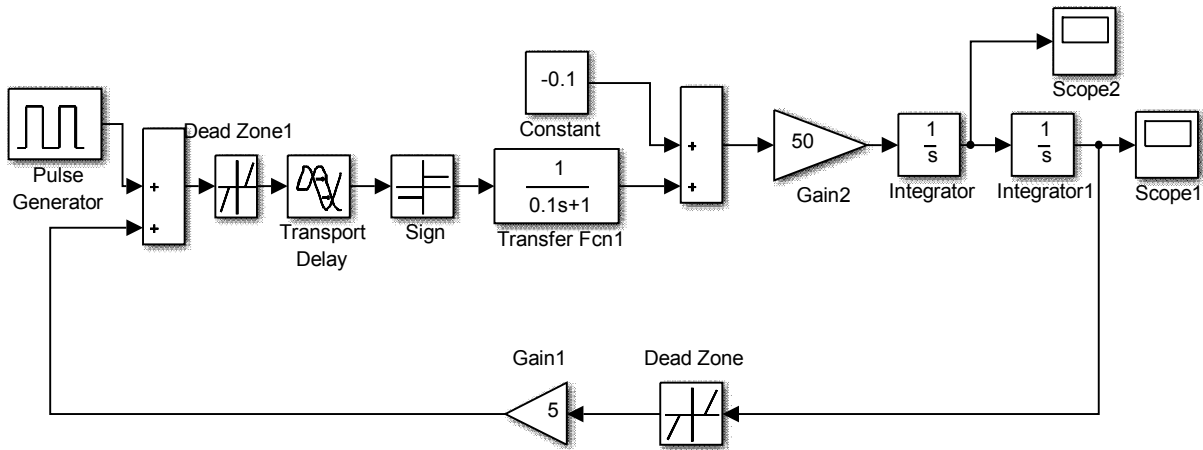 Scope2
-0.1
Constant
Dead Zone1
Pulse
Generator
+
+
Transport
Delay
Sign
1
0.1s+1
Transfer Fcn1
+
+
50
Gain2
1
s
Integrator
1
s
Integrator1
Scope1
Gain1
5
Dead Zone